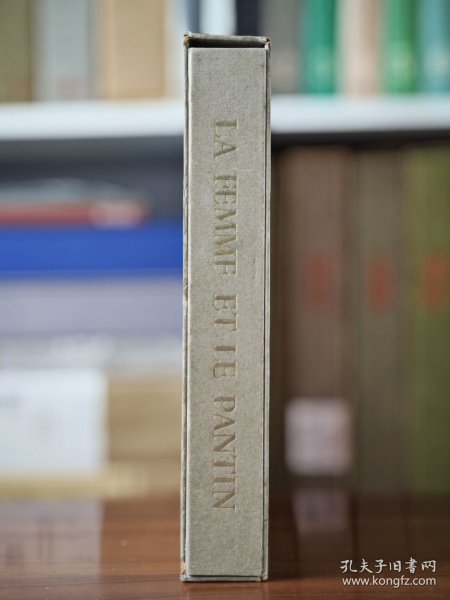 LA FEMME ET LE PANTIN
孔夫子旧书网
www.kongfz.com